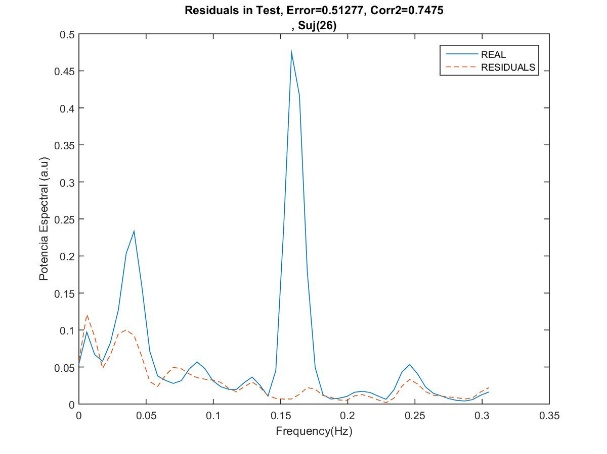 Residuals in Test, Error=0.51277, Corr2=0.7475
, Suj(26)
REAL
RESIDUALS
Potencia Espectral (a.u)
0.5
0.45
0.4
0.35
0.3
0.25
0.2
0.15
0.1
0.05
0
0 0.05 0.1 0.15 0.2 0.25 0.3 0.35
Frequency(Hz)